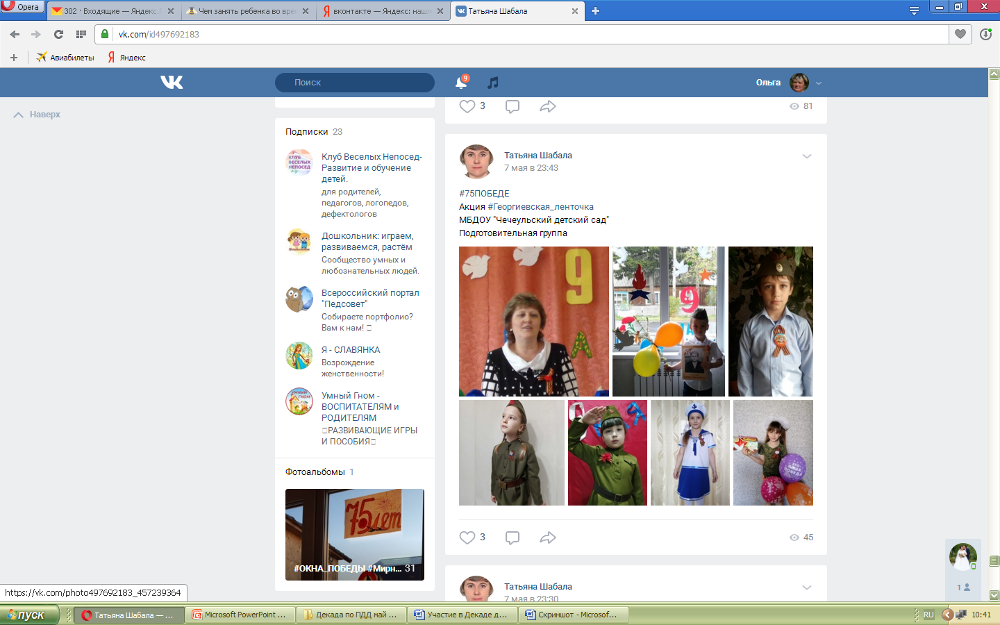 Opera
302 · Входящие — Яндекс.
Чем занять ребенка во вре
вконтакте — Яндекс: наш
Татьяна Шабала
vk.com/id497692183
Авиабилеты
Яндекс
Поиск
9
Ольга
Наверх
3
81
Подписки 23
Клуб Веселых Непосед-
Развитие и обучение
детей.
для родителей,
педагогов, логопедов,
дефектологов
Дошкольник: играем,
развиваемся, растём
Сообщество умных и
любознательных людей.
Всероссийский портал
"Педсовет"
Собираете портфолио?
Вам к нам!
Я - СЛАВЯНКА
Возрождение
женственности!
Умный Гном -
ВОСПИТАТЕЛЯМ и
РОДИТЕЛЯМ
РАЗВИВАЮЩИЕ ИГРЫ
И ПОСОБИЯ
Фотоальбомы 1
75 лет
#ОКНА_ПОБЕДЫ #Мирн... 31
Татьяна Шабала
7 мая в 23:43
#75ПОБЕДЕ
Акция #Георгиевская_ленточка
МБДОУ "Чечеульский детский сад"
Подготовительная группа
9
А
9
3
45
Татьяна Шабала
7 мая в 23:30
1
https://vk.com/photo497692183_457239364
пуск
Татьяна Шабала — ...
Microsoft PowerPoint ...
Декада по ПДД май ...
Участие в Декаде д...
Скриншот - Microsof...
RU
10:41